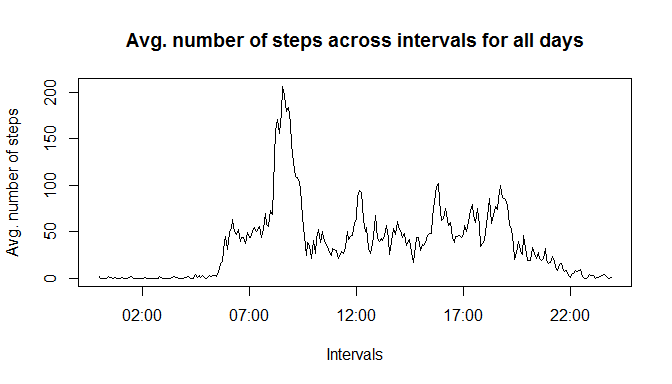 Avg. number of steps across intervals for all days
Avg. number of steps
200
150
100
50
0
02:00 07:00 12:00 17:00 22:00
Intervals